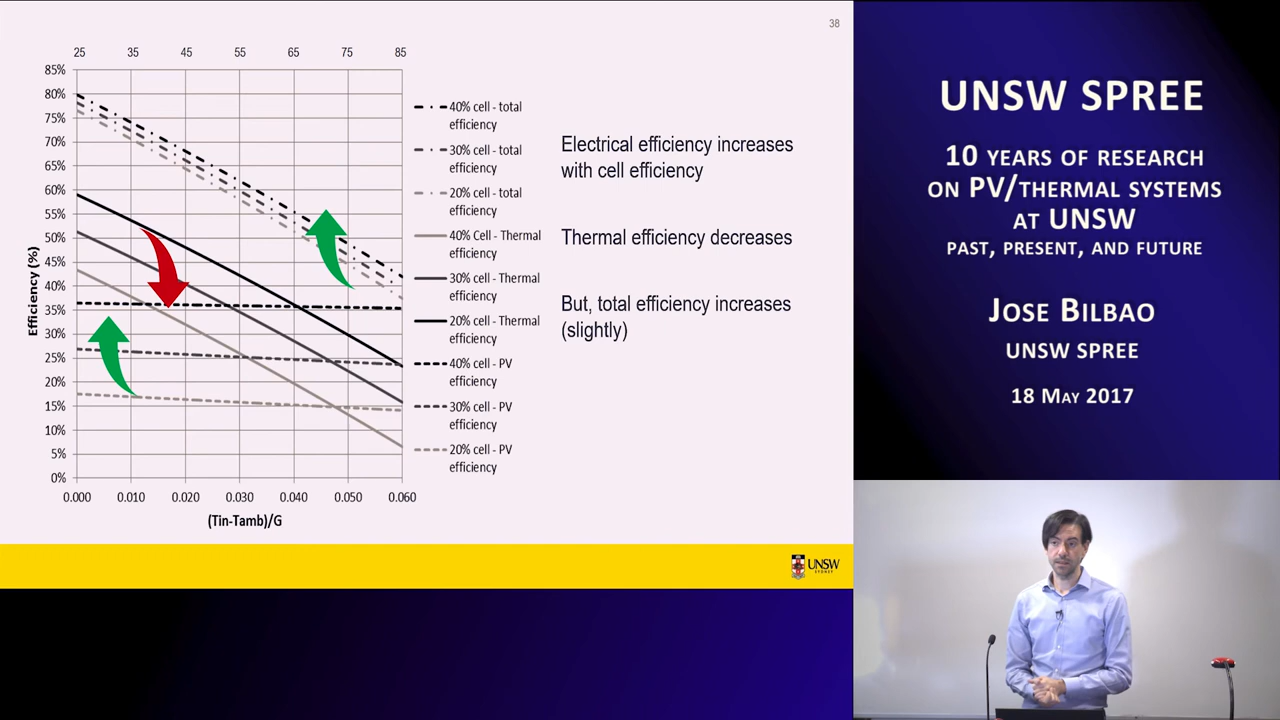 38
25 35 45 55 65 75 85
85%
80%
75%
70%
65%
60%
55%
50%
45%
40%
35%
30%
25%
20%
15%
10%
5%
0%
Efficiency (%)
0.000 0.010 0.020 0.030 0.040 0.050 0.060
(Tin-Tamb)/G
40% cell - total
efficiency
30% cell - total
efficiency
20% cell - total
efficiency
40% Cell - Thermal
efficiency
30% cell - Thermal
efficiency
20% cell - Thermal
efficiency
40% cell - PV
efficiency
30% cell - PV
efficiency
20% cell - PV
efficiency
Electrical efficiency increases
with cell efficiency
Thermal efficiency decreases
But, total efficiency increases
(slightly)
UNSW
SYDNEY
UNSW SPREE
10 YEARS OF RESEARCH
ON PV/THERMAL SYSTEMS
AT UNSW
PAST, PRESENT, AND FUTURE
JOSE BILBAO
UNSW SPREE
18 MAY 2017